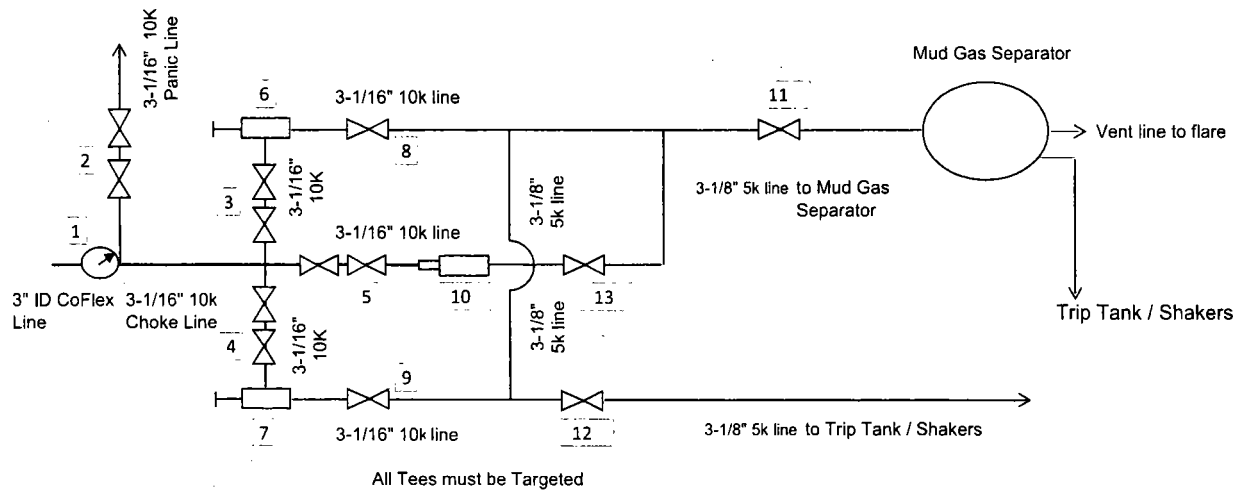 3-1/16" 10K
Panic Line
Mud Gas Separator
6
3-1/16" 10k line
11
2
8
Vent line to flare
3
3-1/16"
10K
3-1/8"
5k line
3-1/8" 5k line to Mud Gas
Separator
1
3-1/16" 10k line
3" ID CoFlex
Line
3-1/16" 10k
Choke Line
5
10
13
Trip Tank / Shakers
4
3-1/16"
10K
3-1/8"
5k line
9
7
3-1/16" 10k line
12
3-1/8" 5k line to Trip Tank / Shakers
All Tees must be Targeted